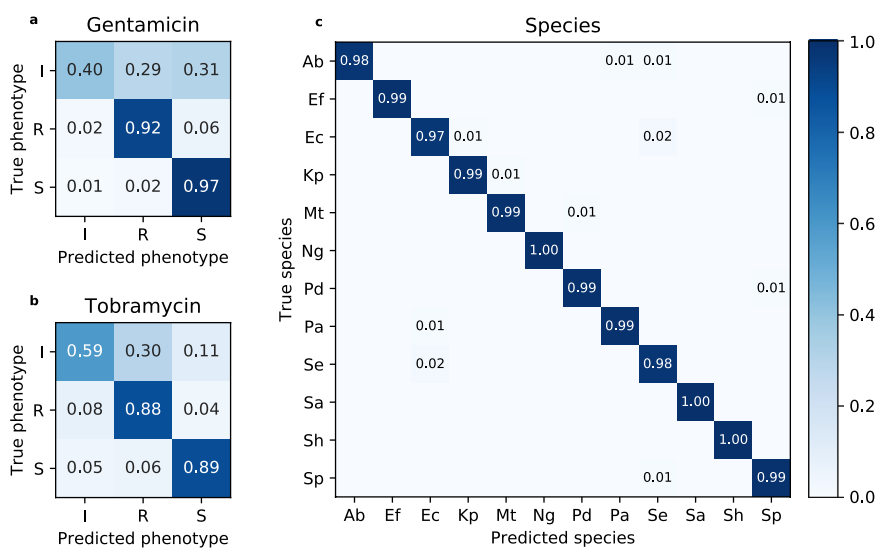 a
Gentamicin
True phenotype
I
0.40 0.29 0.31
R
0.02 0.92 0.06
S
0.01 0.02 0.97
I R S
Predicted phenotype
b
Tobramycin
True phenotype
I
0.59 0.30 0.11
R
0.08 0.88 0.04
S
0.05 0.06 0.89
I R S
Predicted phenotype
c
Species
True species
Ab 0.98 0.01 0.01
Ef 0.99 0.01
Ec 0.97 0.01 0.02
Kp 0.99 0.01
Mt 0.99 0.01
Ng 1.00
Pd 0.99 0.01
Pa 0.01 0.99
Se 0.02 0.98
Sa 1.00
Sh 1.00
Sp 0.01 0.99
Ab Ef Ec Kp Mt Ng Pd Pa Se Sa Sh Sp
Predicted species
1.0
0.8
0.6
0.4
0.2
0.0